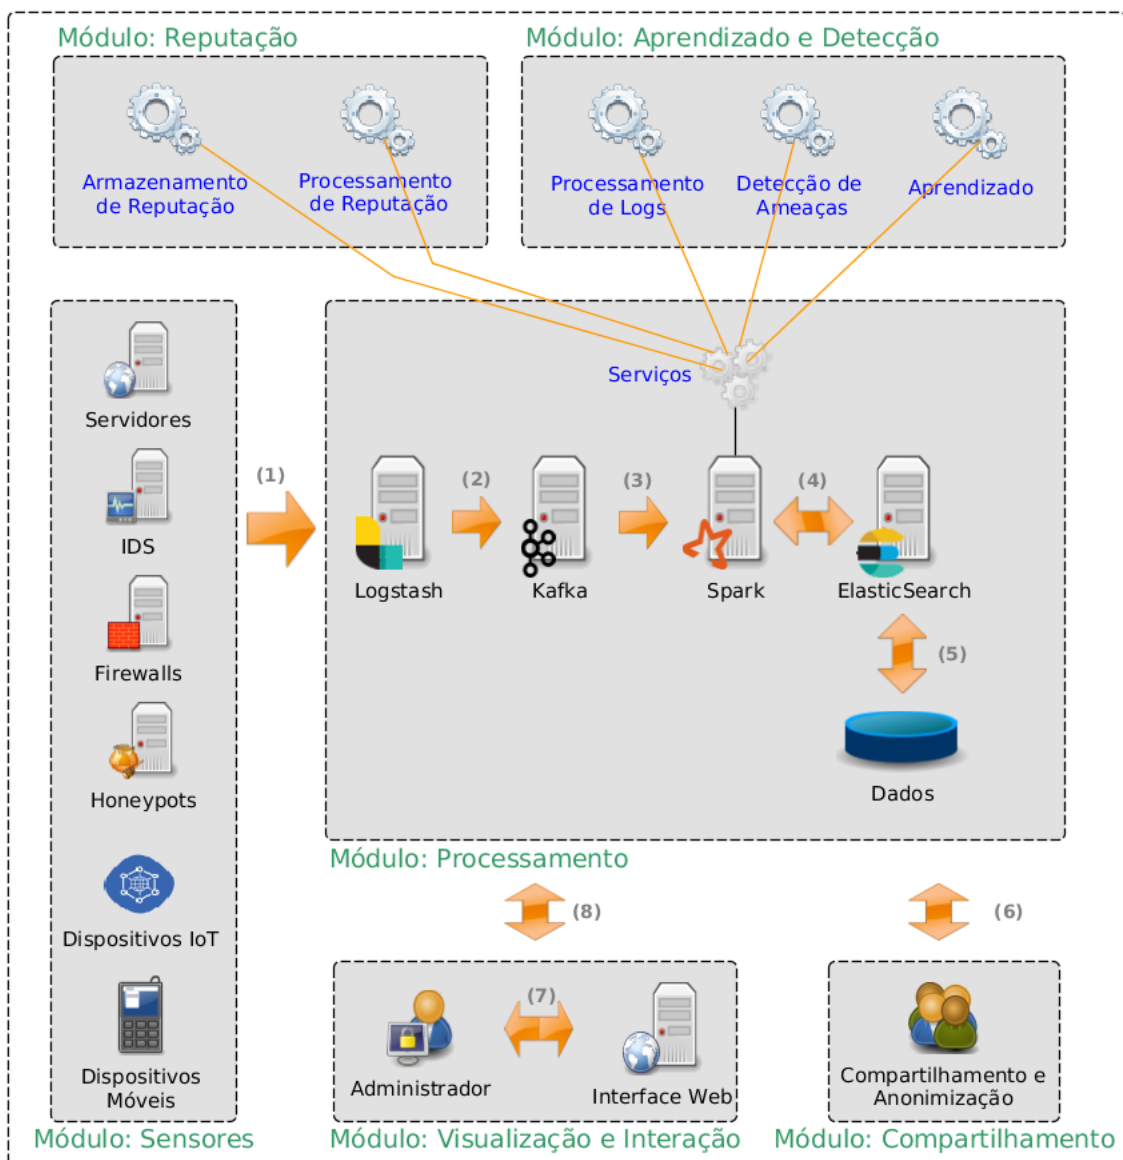 Módulo: Reputação
Armazenamento
de Reputação
Processamento
de Reputação
Módulo: Aprendizado e Detecção
Processamento
de Logs
Detecção de
Ameaças
Aprendizado
Servidores
IDS
Firewalls
Honeypots
Dispositivos IoT
Dispositivos
Móveis
Módulo: Sensores
(1)
Serviços
Logstash
(2)
Kafka
(3)
Spark
(4)
ElasticSearch
(5)
Dados
Módulo: Processamento
(8)
(6)
Administrador
(7)
Interface Web
Módulo: Visualização e Interação
Compartilhamento e
Anonimização
Módulo: Compartilhamento